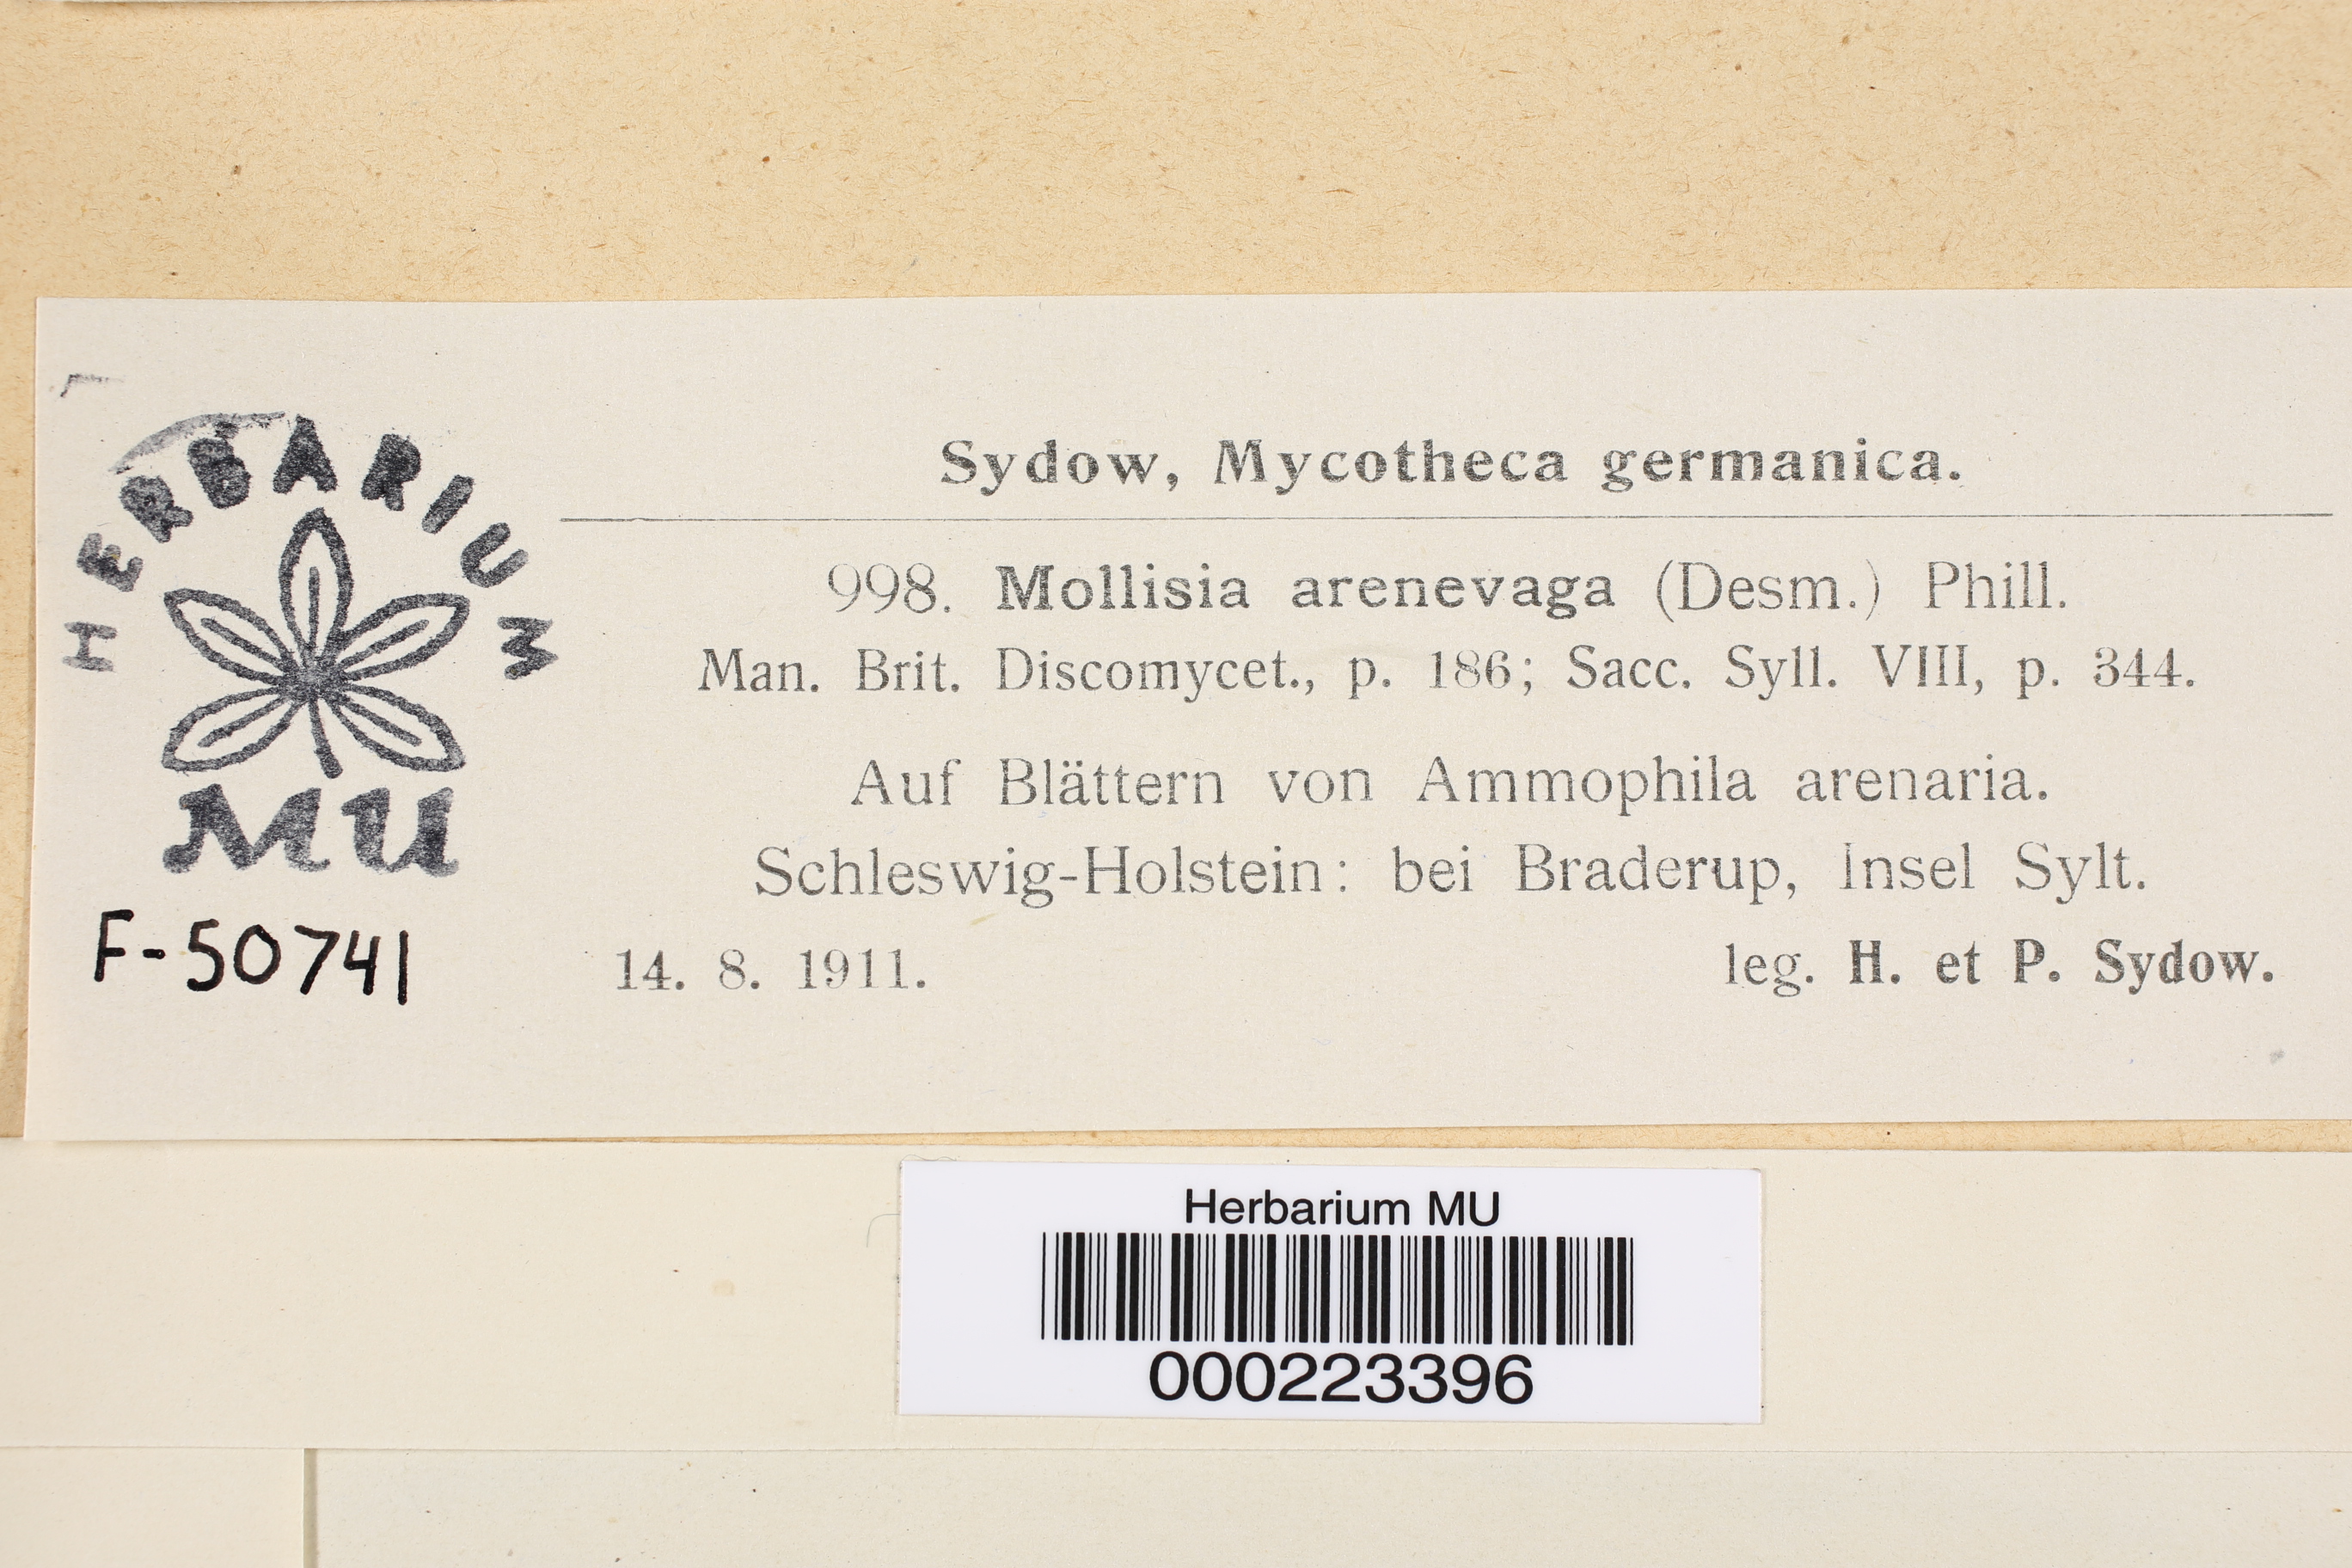 HERBARIUM
MU
F-50741
Sydow, Mycotheca germanica.
998. Mollisia arenevaga (Desm.) Phill.
Man. Brit. Discomycet., p. 186; Sacc. Syll. VIII, p. 344.
Auf Blättern von Ammophila arenaria.
Schleswig-Holstein: bei Braderup, Insel Sylt.
14. 8. 1911. leg. H. et P. Sydow.
Herbarium MU
000223396